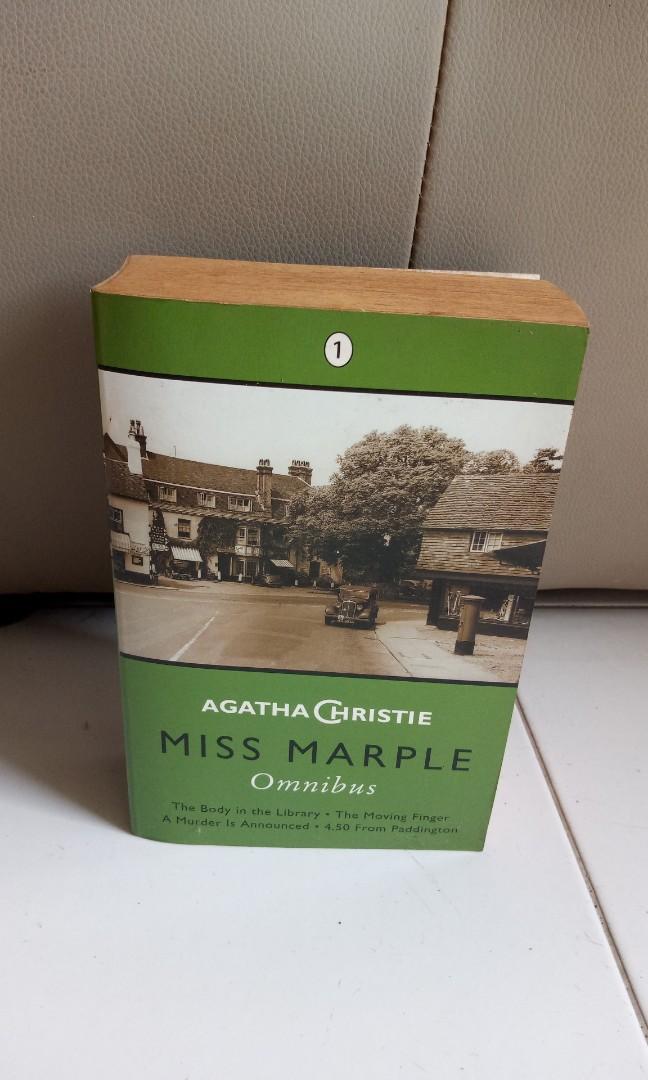 1
AGATHA CHRISTIE
MISS MARPLE
Omnibus
The Body in the Library • The Moving Finger
A Murder Is Announced • 4.50 From Paddington